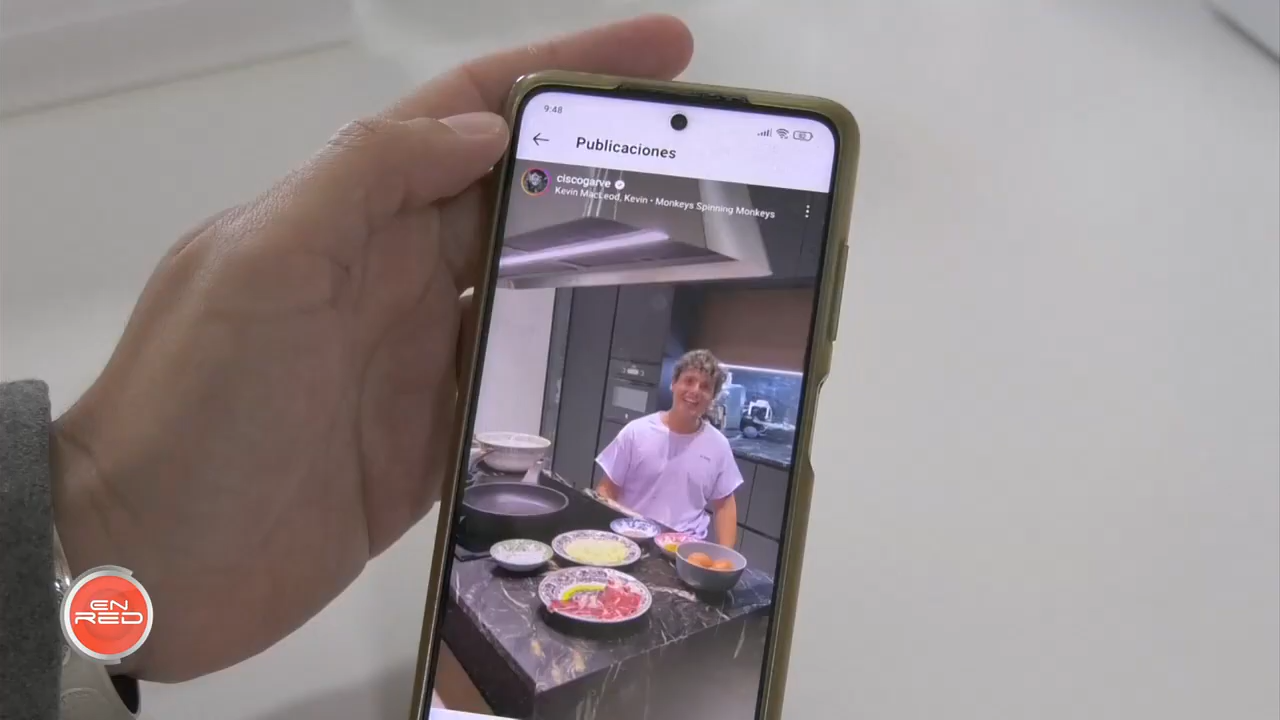 9:48
Publicaciones
ciscogarve
Kevin MacLeod, Kevin • Monkeys Spinning Monkeys
EN
RED